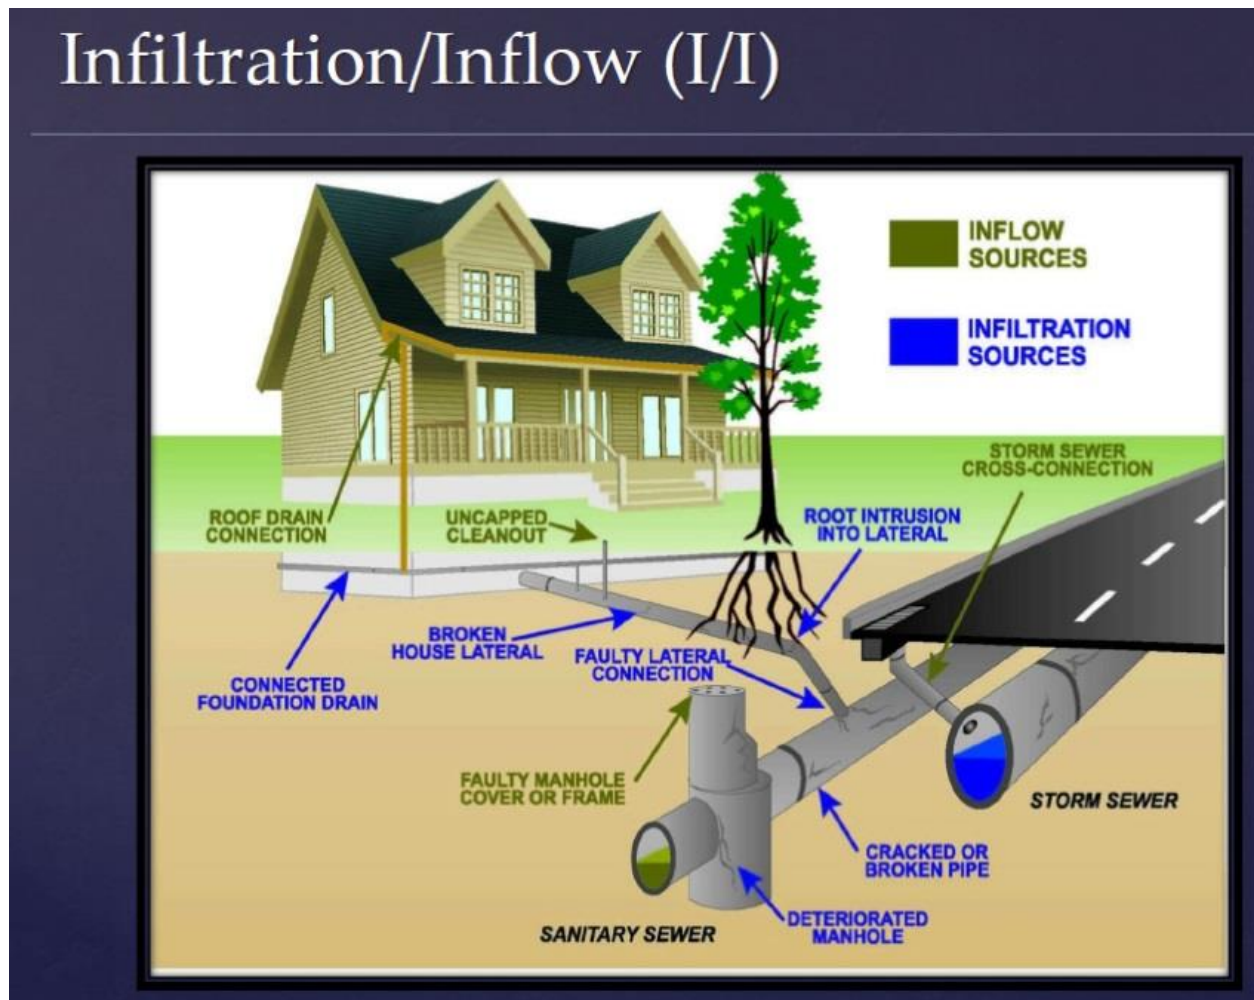 Infiltration/Inflow (I/I)
INFLOW
SOURCES
INFILTRATION
SOURCES
STORM SEWER
CROSS-CONNECTION
ROOF DRAIN
CONNECTION
UNCAPPED
CLEANOUT
ROOT INTRUSION
INTO LATERAL
BROKEN
HOUSE LATERAL
FAULTY LATERAL
CONNECTION
CONNECTED
FOUNDATION DRAIN
FAULTY MANHOLE
COVER OR FRAME
STORM SEWER
CRACKED OR
BROKEN PIPE
DETERIORATED
MANHOLE
SANITARY SEWER